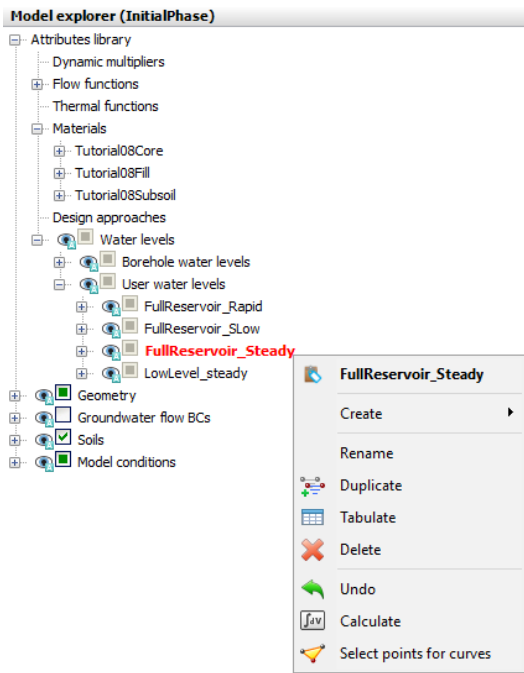 Model explorer (InitialPhase)
Attributes library
Dynamic multipliers
Flow functions
Thermal functions
Materials
Tutorial08Core
Tutorial08Fill
Tutorial08Subsoil
Design approaches
Water levels
Borehole water levels
User water levels
FullReservoir_Rapid
FullReservoir_SLow
FullReservoir_Steady
LowLevel_steady
Geometry
Groundwater flow BCs
Soils
Model conditions
FullReservoir_Steady
Create
Rename
Duplicate
Tabulate
Delete
Undo
∫dV Calculate
Select points for curves